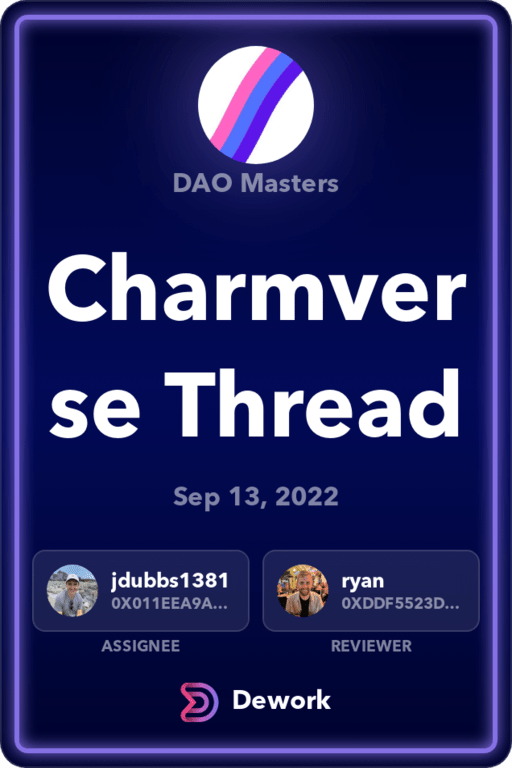 DAO Masters
Charmver
se Thread
Sep 13, 2022
jdubbs1381
0X011EEA9A...
ryan
0XDDF5523D...
ASSIGNEE
REVIEWER
Dework